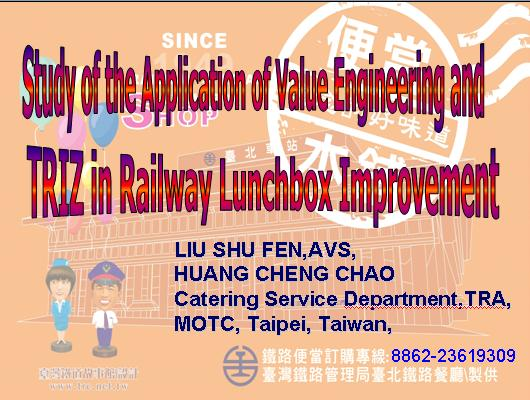 SINCE
Study of the Application of Value Engineering and
SHOP
便當
的好味道
本舖
臺北車站
TRIZ in Railway Lunchbox Improvement
LIU SHU FEN,AVS,
HUANG CHENG CHAO
Catering Service Department,TRA,
MOTC, Taipei, Taiwan,
鐵路便當訂購專線:8862-23619309
臺灣鐵路管理局臺北鐵路餐廳\製供